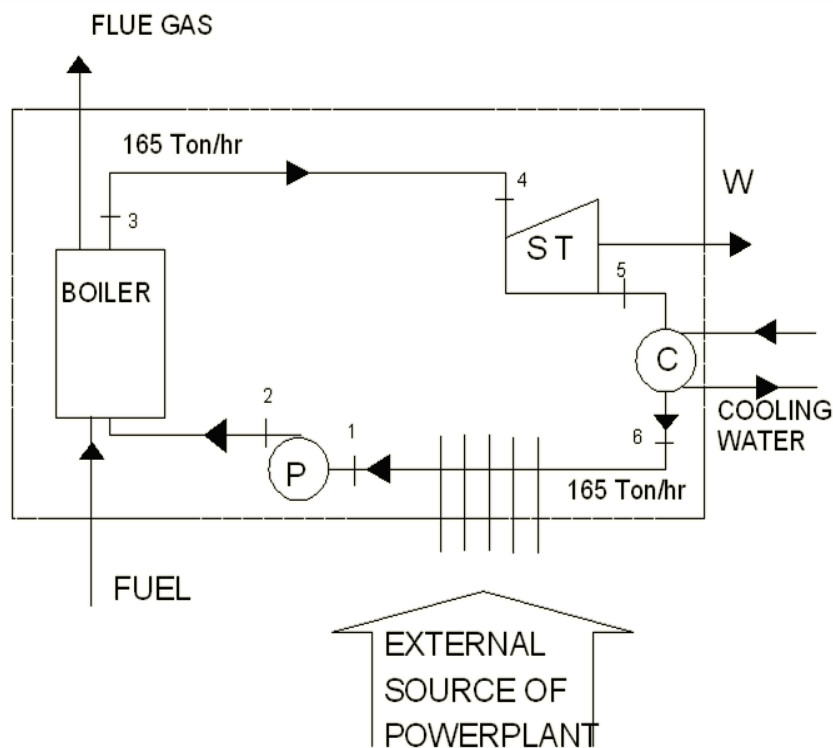 FLUE GAS
165 Ton/hr
3
4
W
S T
5
BOILER
C
COOLING
WATER
2
1
6
P
165 Ton/hr
FUEL
EXTERNAL
SOURCE OF
POWERPLANT